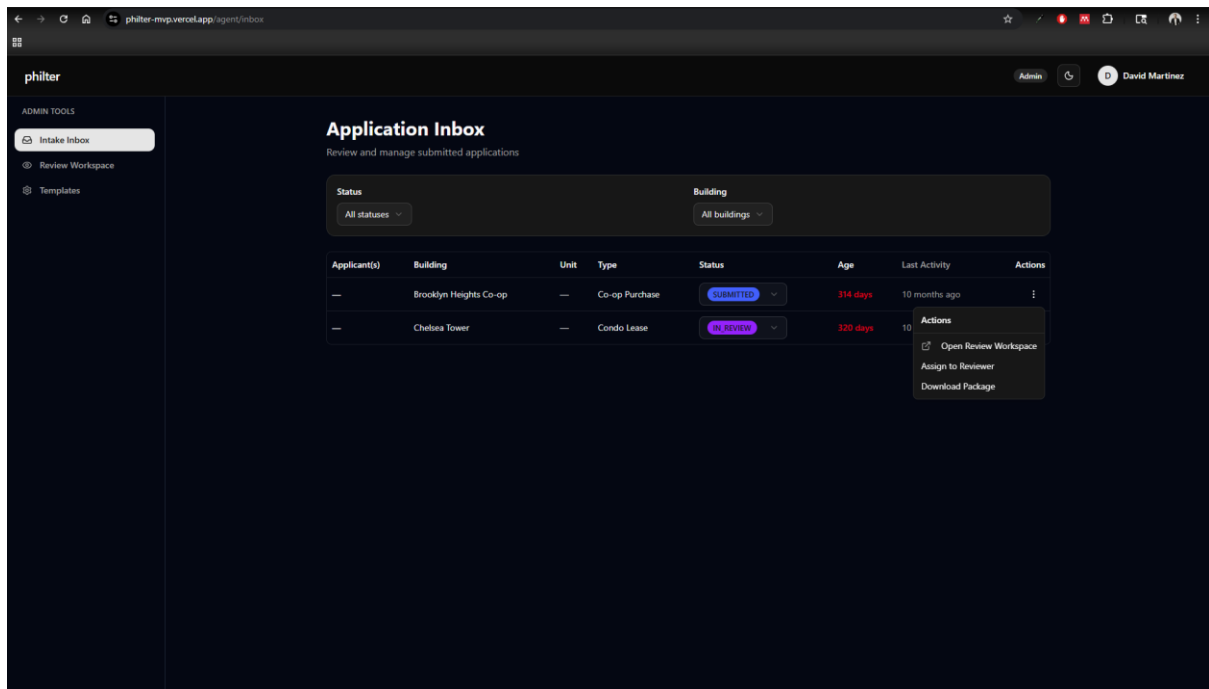 philter-mvp.vercel.app/agent/inbox
philter
Admin
D
David Martinez
ADMIN TOOLS
Intake Inbox
Review Workspace
Templates
Application Inbox
Review and manage submitted applications
Status
Building
All statuses
All buildings
Applicant(s) Building Unit Type Status Age Last Activity Actions
— Brooklyn Heights Co-op — Co-op Purchase SUBMITTED 314 days 10 months ago
— Chelsea Tower — Condo Lease IN_REVIEW 320 days 10
Actions
Open Review Workspace
Assign to Reviewer
Download Package